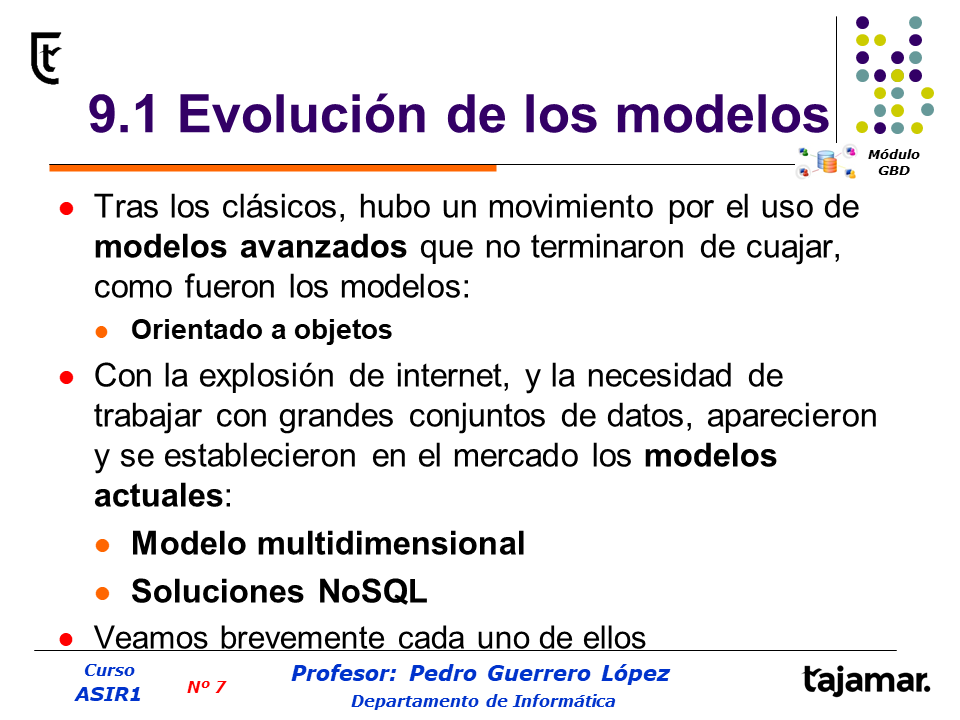 9.1 Evolución de los modelos
Módulo
GBD
Tras los clásicos, hubo un movimiento por el uso de
modelos avanzados que no terminaron de cuajar,
como fueron los modelos:
Orientado a objetos
Con la explosión de internet, y la necesidad de
trabajar con grandes conjuntos de datos, aparecieron
y se establecieron en el mercado los modelos
actuales:
Modelo multidimensional
Soluciones NoSQL
Veamos brevemente cada uno de ellos
Curso
ASIR1
Nº 7
Profesor: Pedro Guerrero López
Departamento de Informática
tajamar.